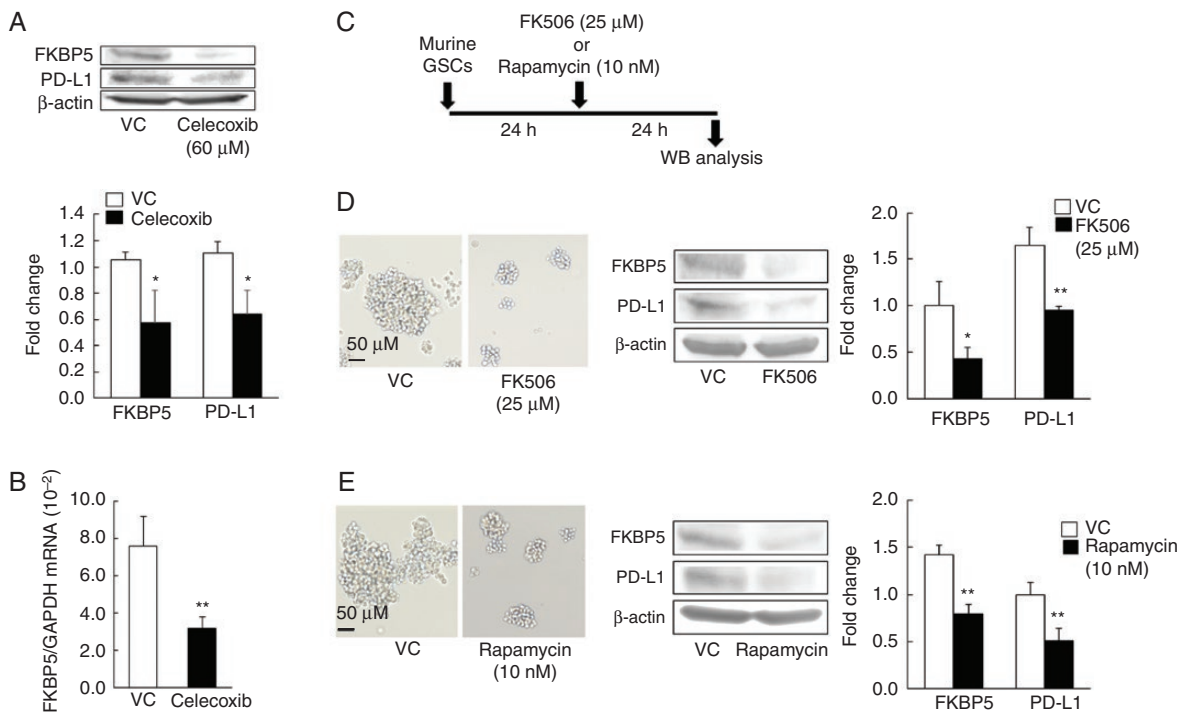 A
FKBP5
PD-L1
β-actin
VC Celecoxib
(60 μM)
VC
Celecoxib
1.4
1.2
1.0
0.8
0.6
0.4
0.2
0.0
Fold change
*
*
FKBP5 PD-L1
B
FKBP5/GAPDH mRNA (10⁻²)
10.0
8.0
6.0
4.0
2.0
0.0
**
VC Celecoxib
C
Murine
GSCs
FK506 (25 μM)
or
Rapamycin (10 nM)
24 h 24 h
WB analysis
D
50 μM
VC FK506
(25 μM)
FKBP5
PD-L1
β-actin
VC FK506
VC
FK506
(25 μM)
2.0
1.5
1.0
0.5
0.0
Fold change
*
**
FKBP5 PD-L1
E
50 μM
VC Rapamycin
(10 nM)
FKBP5
PD-L1
β-actin
VC Rapamycin
VC
Rapamycin
(10 nM)
2.0
1.5
1.0
0.5
0.0
Fold change
**
**
FKBP5 PD-L1